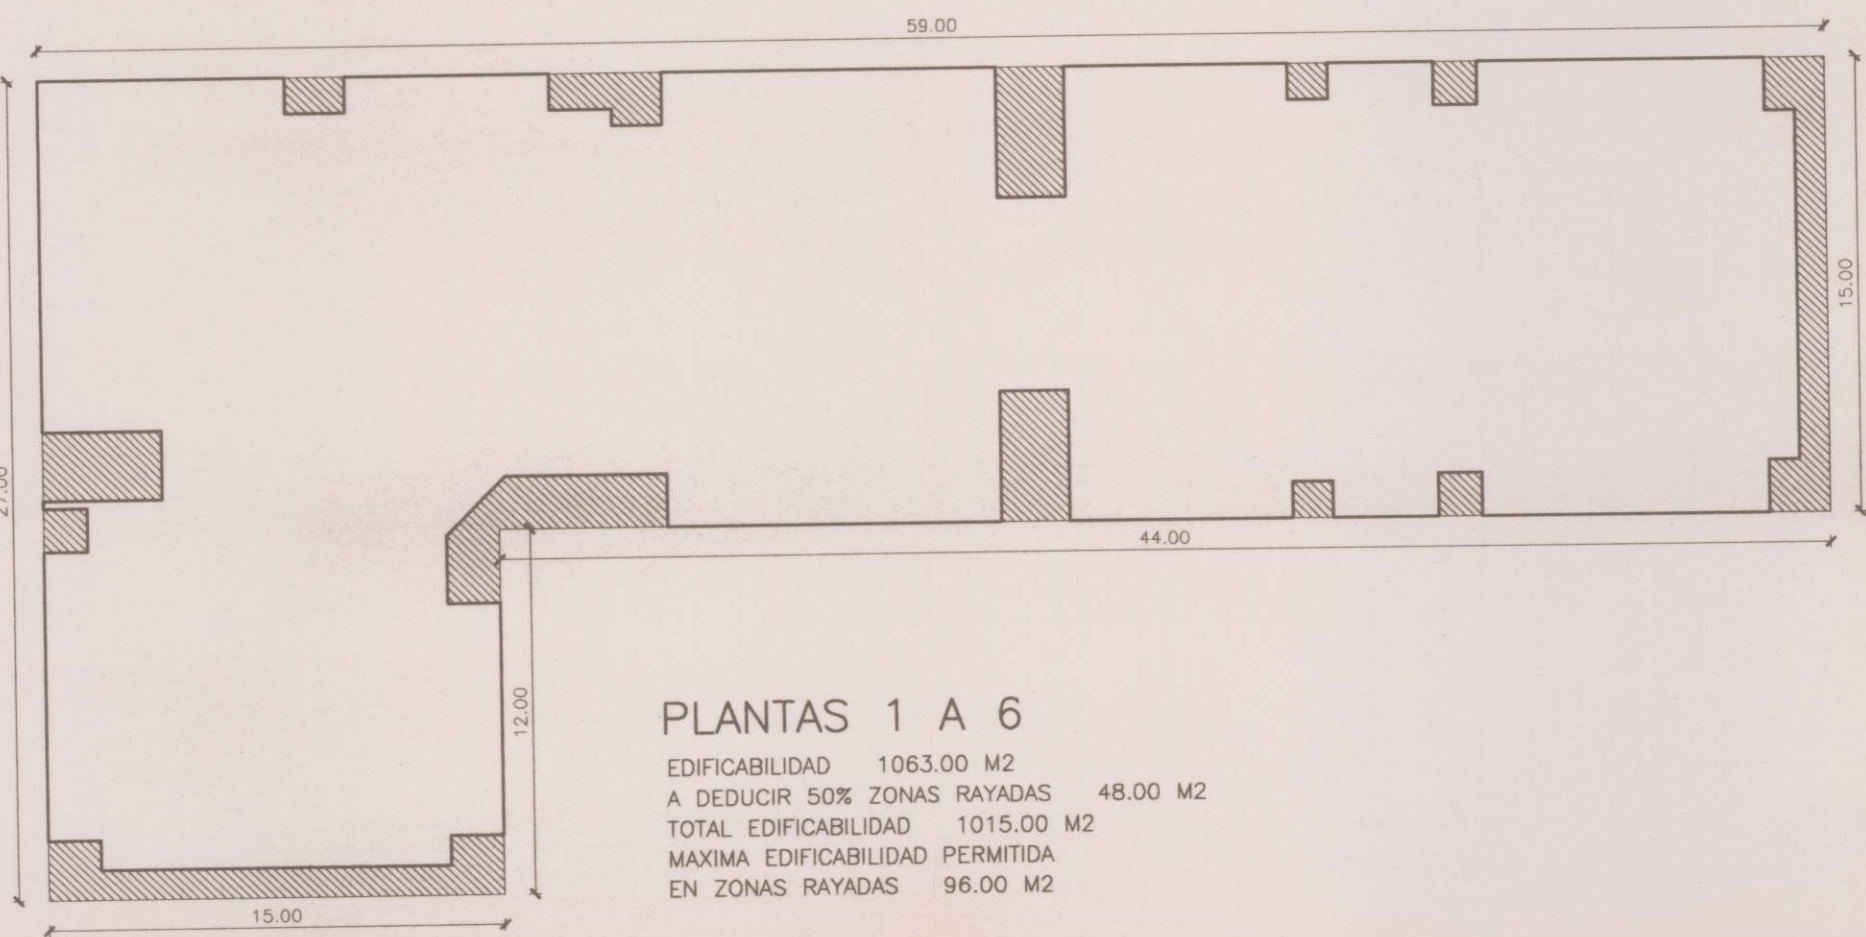 59.00
15.00
27.00
44.00
12.00
PLANTAS 1 A 6
EDIFICABILIDAD 1063.00 M2
A DEDUCIR 50% ZONAS RAYADAS 48.00 M2
TOTAL EDIFICABILIDAD 1015.00 M2
MAXIMA EDIFICABILIDAD PERMITIDA
EN ZONAS RAYADAS 96.00 M2
15.00